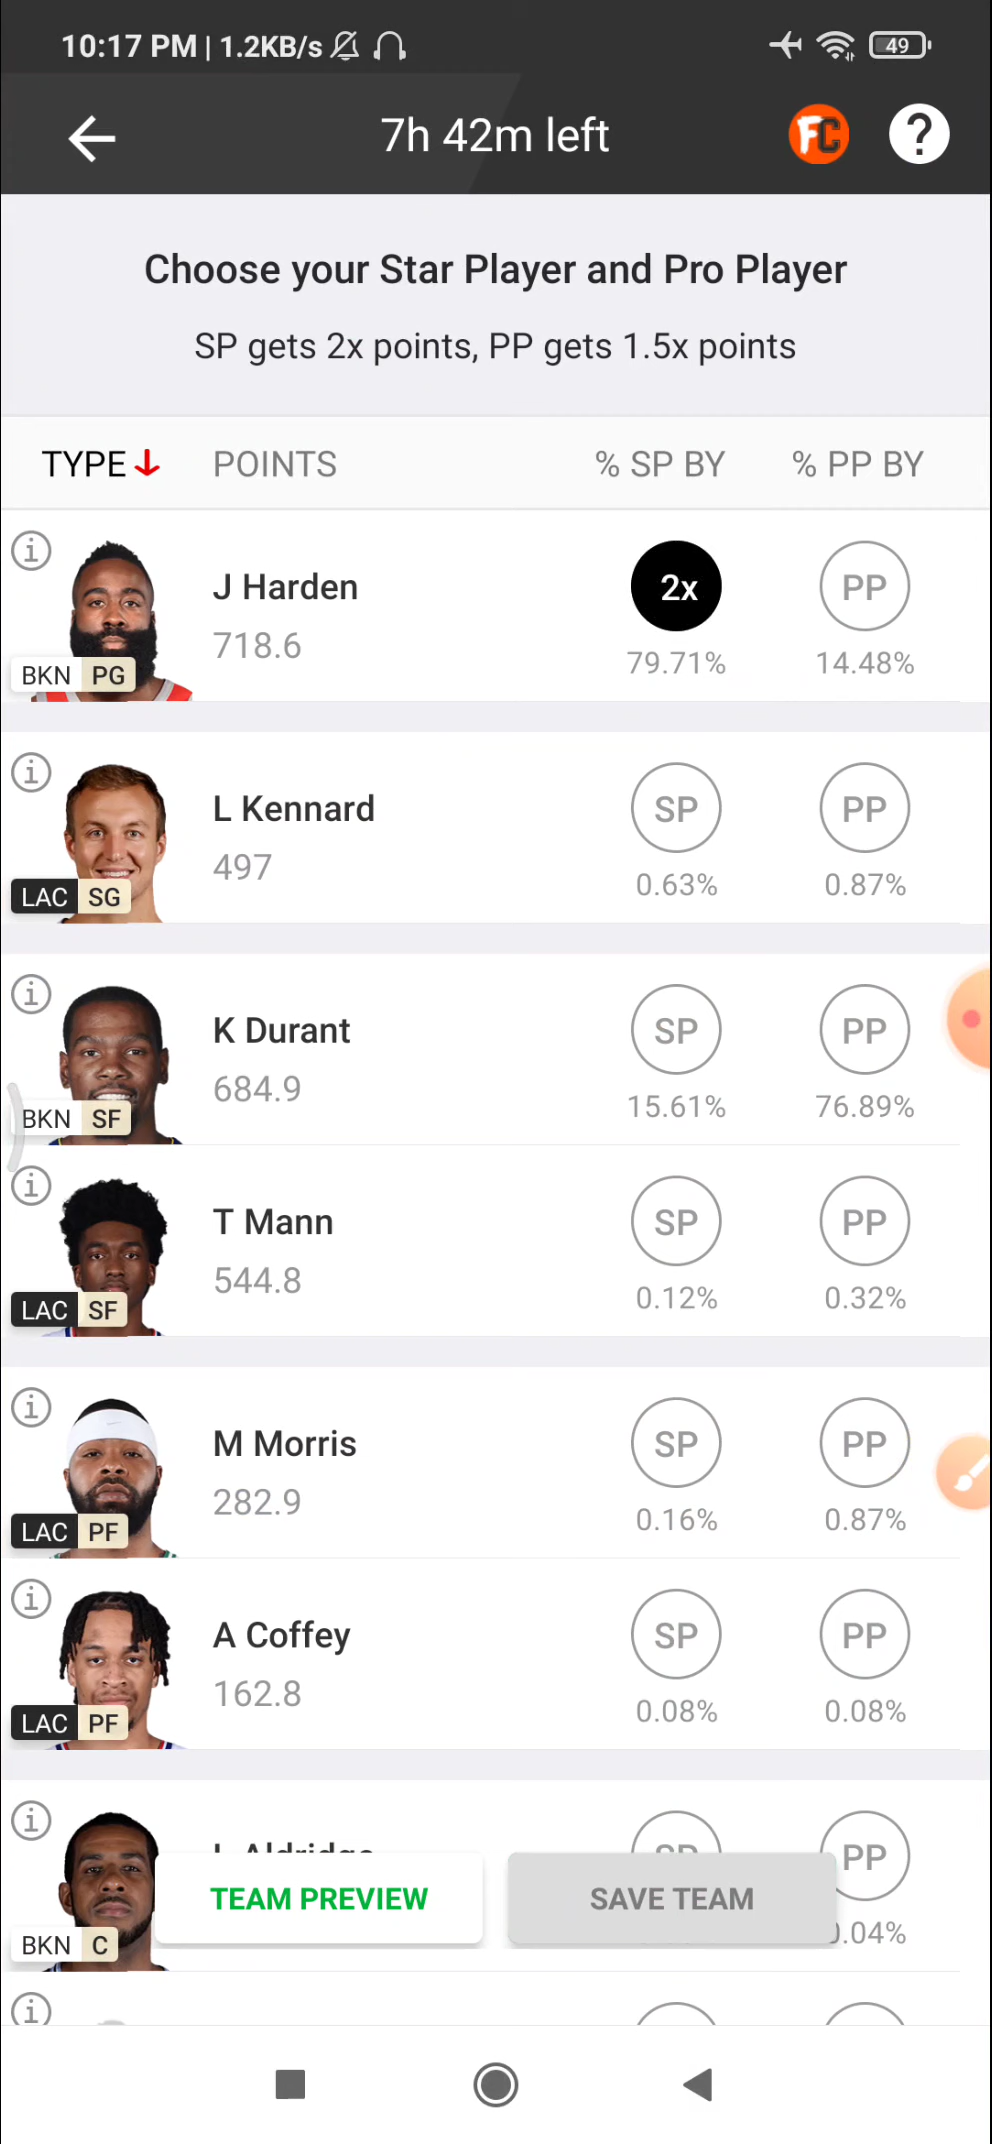 10:17 PM | 1.2KB/s 49
7h 42m left FC ?
Choose your Star Player and Pro Player
SP gets 2x points, PP gets 1.5x points
TYPE POINTS % SP BY % PP BY
J Harden 2x PP
718.6 79.71% 14.48%
BKN PG
L Kennard SP PP
497 0.63% 0.87%
LAC SG
K Durant SP PP
684.9 15.61% 76.89%
BKN SF
T Mann SP PP
544.8 0.12% 0.32%
LAC SF
M Morris SP PP
282.9 0.16% 0.87%
LAC PF
A Coffey SP PP
162.8 0.08% 0.08%
LAC PF
L Aldridge SP PP
TEAM PREVIEW SAVE TEAM
BKN C 0.04%